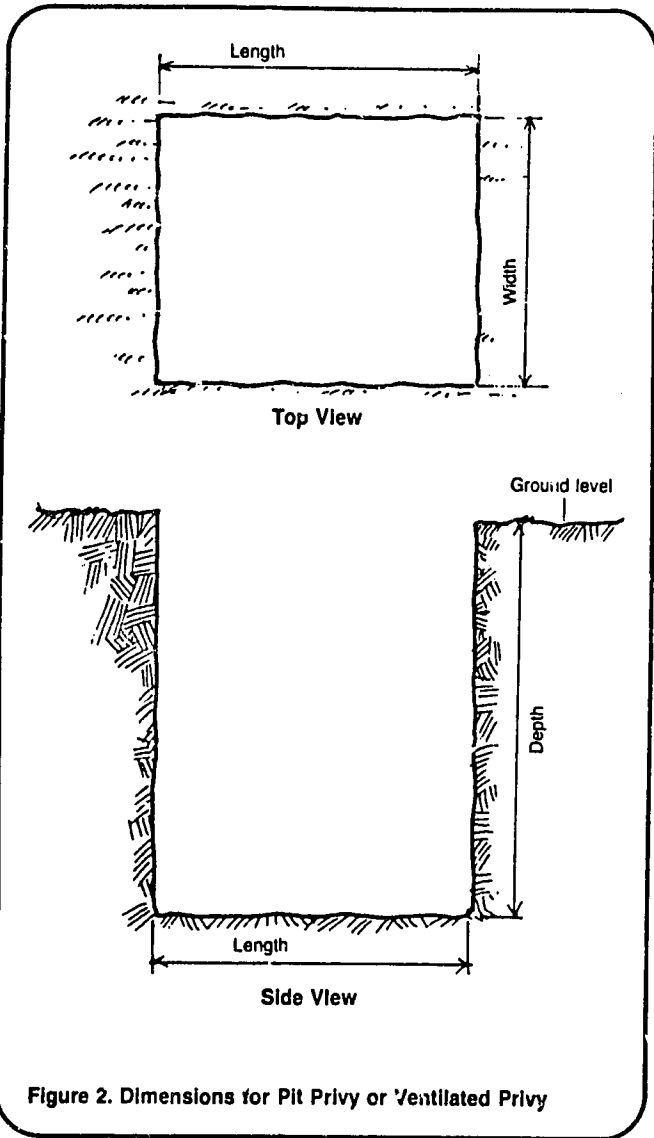 Length
Width
Top View
Ground level
Depth
Length
Side View
Figure 2. Dimensions for Pit Privy or Ventilated Privy